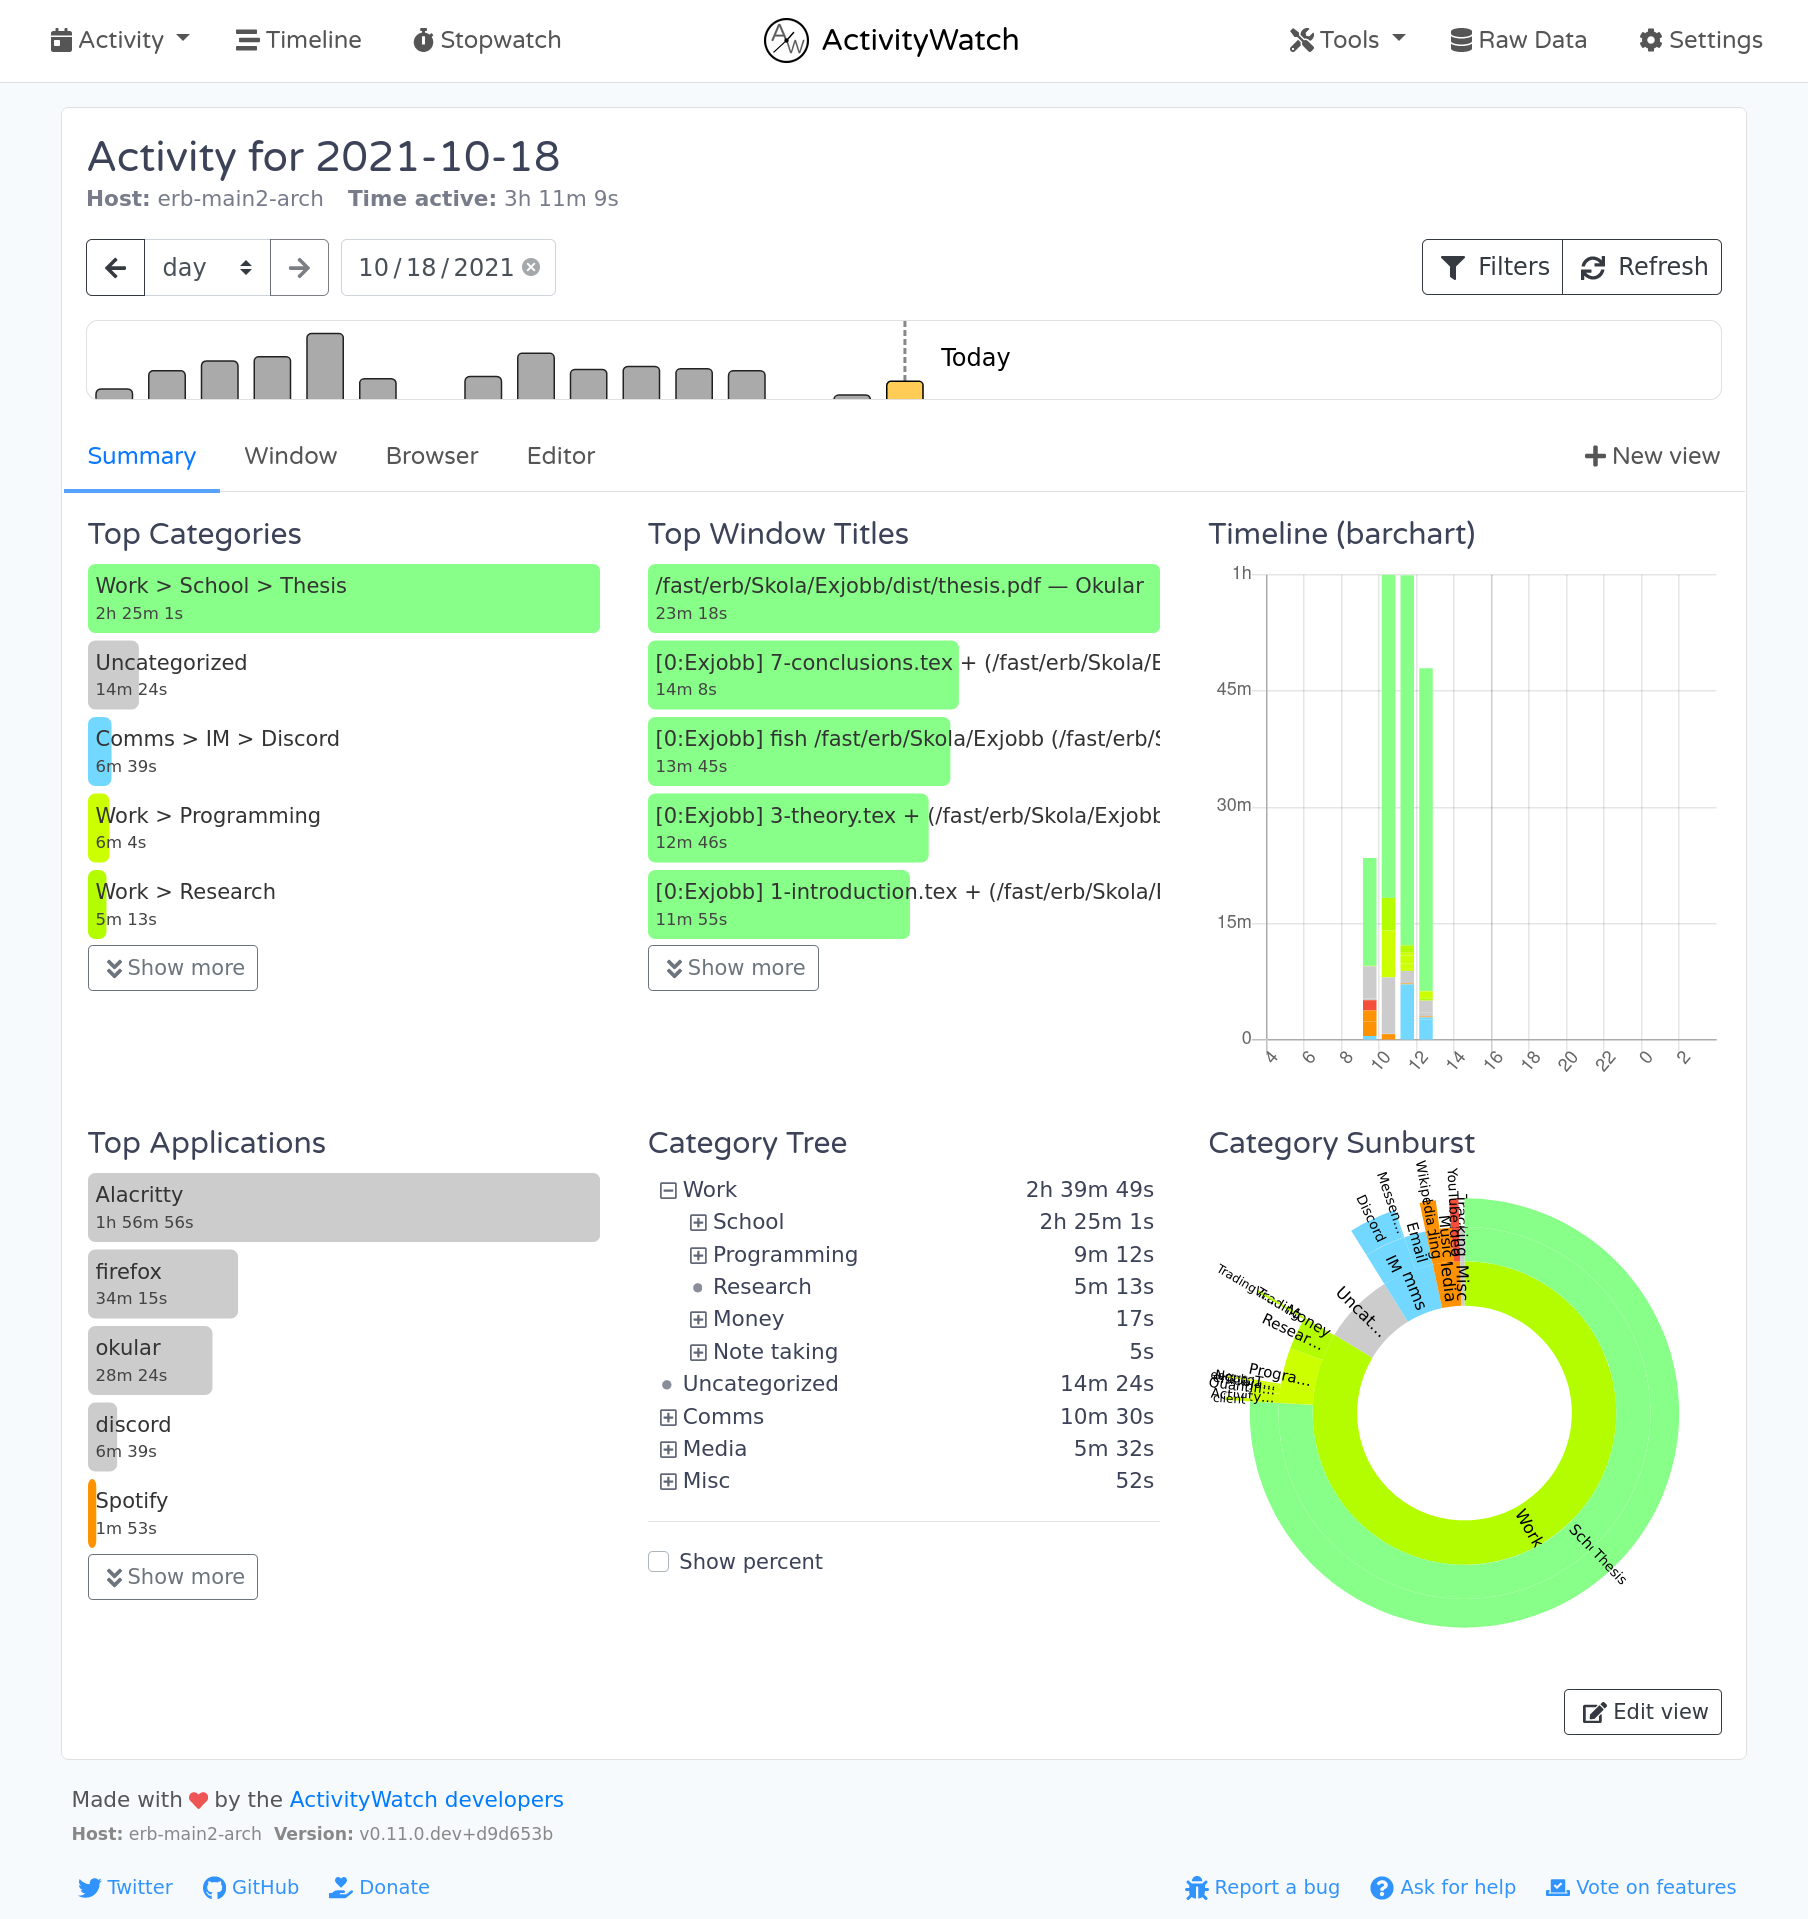 Activity
Timeline
Stopwatch
ActivityWatch
Tools
Raw Data
Settings
Activity for 2021-10-18
Host: erb-main2-arch Time active: 3h 11m 9s
day
10/18/2021
Filters
Refresh
Today
Summary
Window
Browser
Editor
New view
Top Categories
Work > School > Thesis
2h 25m 1s
Uncategorized
14m 24s
Comms > IM > Discord
6m 39s
Work > Programming
6m 4s
Work > Research
5m 13s
Show more
Top Window Titles
/fast/erb/Skola/Exjobb/dist/thesis.pdf — Okular
23m 18s
[0:Exjobb] 7-conclusions.tex + (/fast/erb/Skola/E
14m 8s
[0:Exjobb] fish /fast/erb/Skola/Exjobb (/fast/erb/S
13m 45s
[0:Exjobb] 3-theory.tex + (/fast/erb/Skola/Exjobb
12m 46s
[0:Exjobb] 1-introduction.tex + (/fast/erb/Skola/
11m 55s
Show more
Timeline (barchart)
1h
45m
30m
15m
0
4 6 8 10 12 14 16 18 20 22 0 2
Top Applications
Alacritty
1h 56m 56s
firefox
34m 15s
okular
28m 24s
discord
6m 39s
Spotify
1m 53s
Show more
Category Tree
Work 2h 39m 49s
School 2h 25m 1s
Programming 9m 12s
Research 5m 13s
Money 17s
Note taking 5s
Uncategorized 14m 24s
Comms 10m 30s
Media 5m 32s
Misc 52s
Show percent
Category Sunburst
Discord
Messen...
IM
Email
mms
Misc
Uncat...
Money
Resear...
Progra...
client
Work
Thesis
Edit view
Made with ❤ by the ActivityWatch developers
Host: erb-main2-arch Version: v0.11.0.dev+d9d653b
Twitter
GitHub
Donate
Report a bug
Ask for help
Vote on features